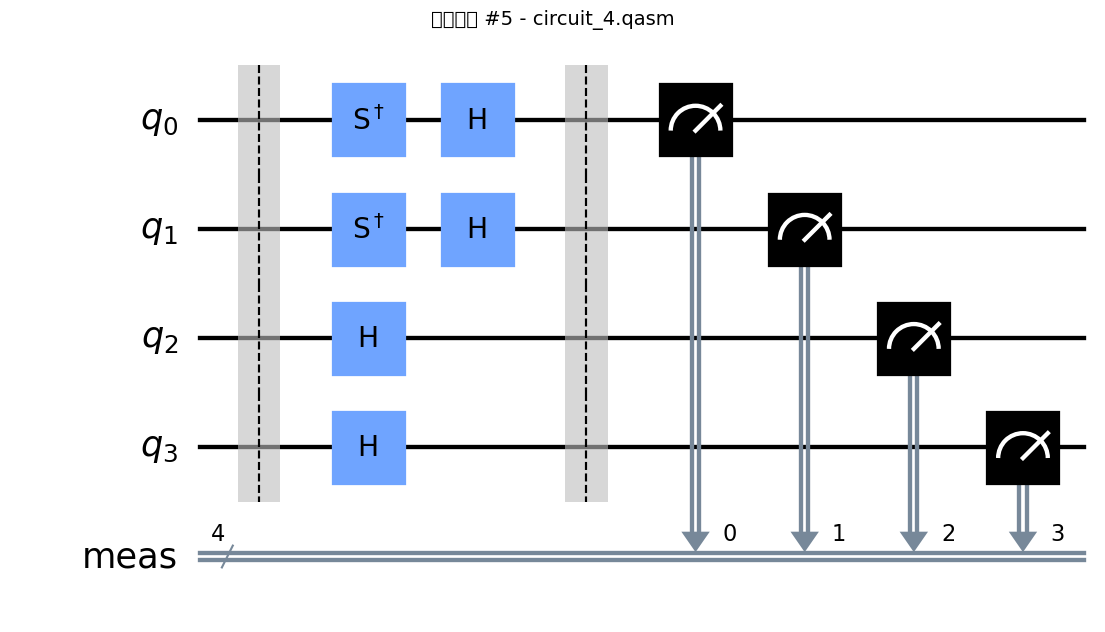 #5 - circuit_4.qasm
q0 S† H
q1 S† H
q2 H
q3 H
4 0 1 2 3
meas